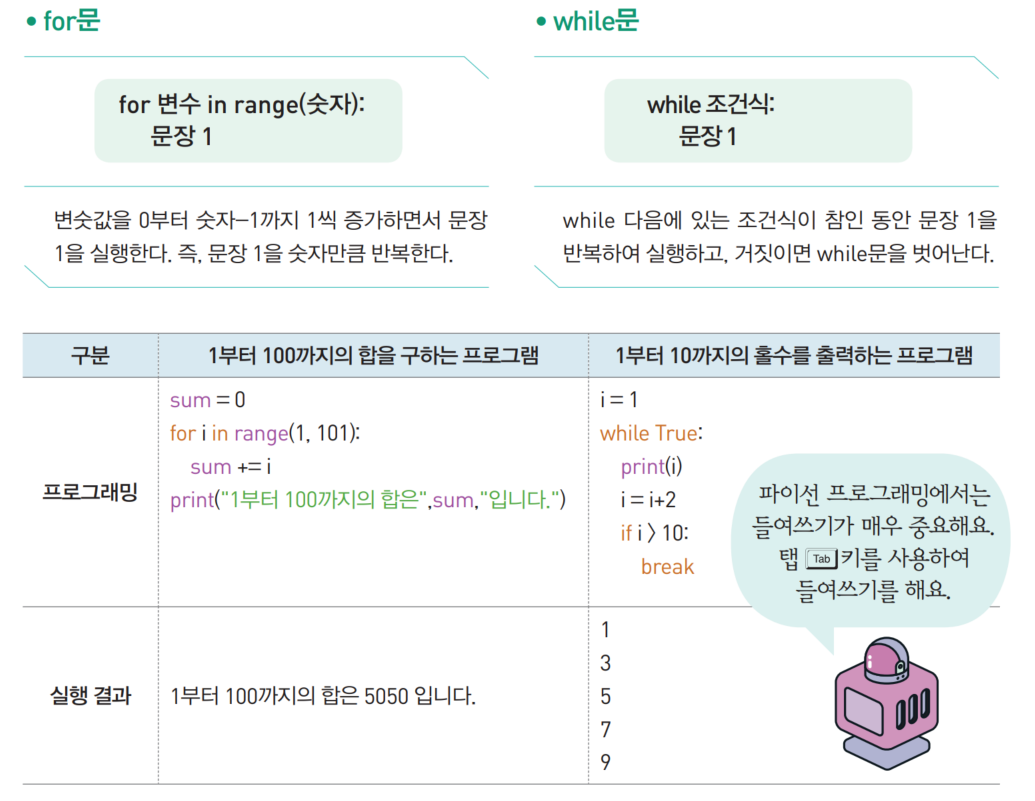 • for문
for 변수 in range(숫자):
문장 1
변숫값을 0부터 숫자-1까지 1씩 증가하면서 문장
1을 실행한다. 즉, 문장 1을 숫자만큼 반복한다.
• while문
while 조건식:
문장 1
while 다음에 있는 조건식이 참인 동안 문장 1을
반복하여 실행하고, 거짓이면 while문을 벗어난다.
구분 1부터 100까지의 합을 구하는 프로그램 1부터 10까지의 홀수를 출력하는 프로그램
프로그래밍
sum = 0
for i in range(1, 101):
sum += i
print("1부터 100까지의 합은",sum,"입니다.")
i = 1
while True:
print(i)
i = i+2
if i > 10:
break
파이선 프로그래밍에서는
들여쓰기가 매우 중요해요.
탭 Tab 키를 사용하여
들여쓰기를 해요.
실행 결과
1부터 100까지의 합은 5050 입니다.
1
3
5
7
9